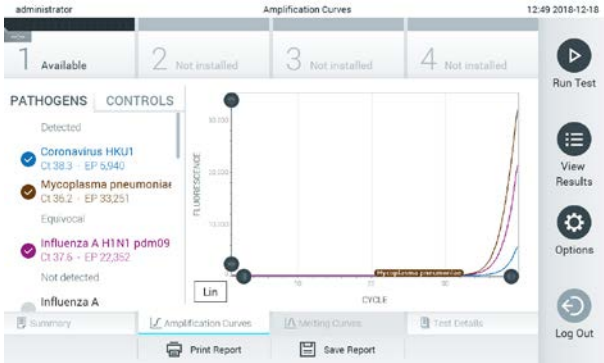 administrator
Amplification Curves
12:49 2018-12-18
1 Available
2 Not installed
3 Not installed
4 Not installed
Run Test
View Results
Options
Log Out
PATHOGENS
CONTROLS
Detected
Coronavirus HKU1
Ct 38.3 - EP 5,940
Mycoplasma pneumoniae
Ct 36.2 - EP 33,251
Equivocal
Influenza A H1N1 pdm09
Ct 37.6 - EP 22,352
Not detected
Influenza A
FLUORESCENCE
Mycoplasma pneumoniae
CYCLE
Lin
Summary
Amplification Curves
Melting Curves
Test Details
Print Report
Save Report